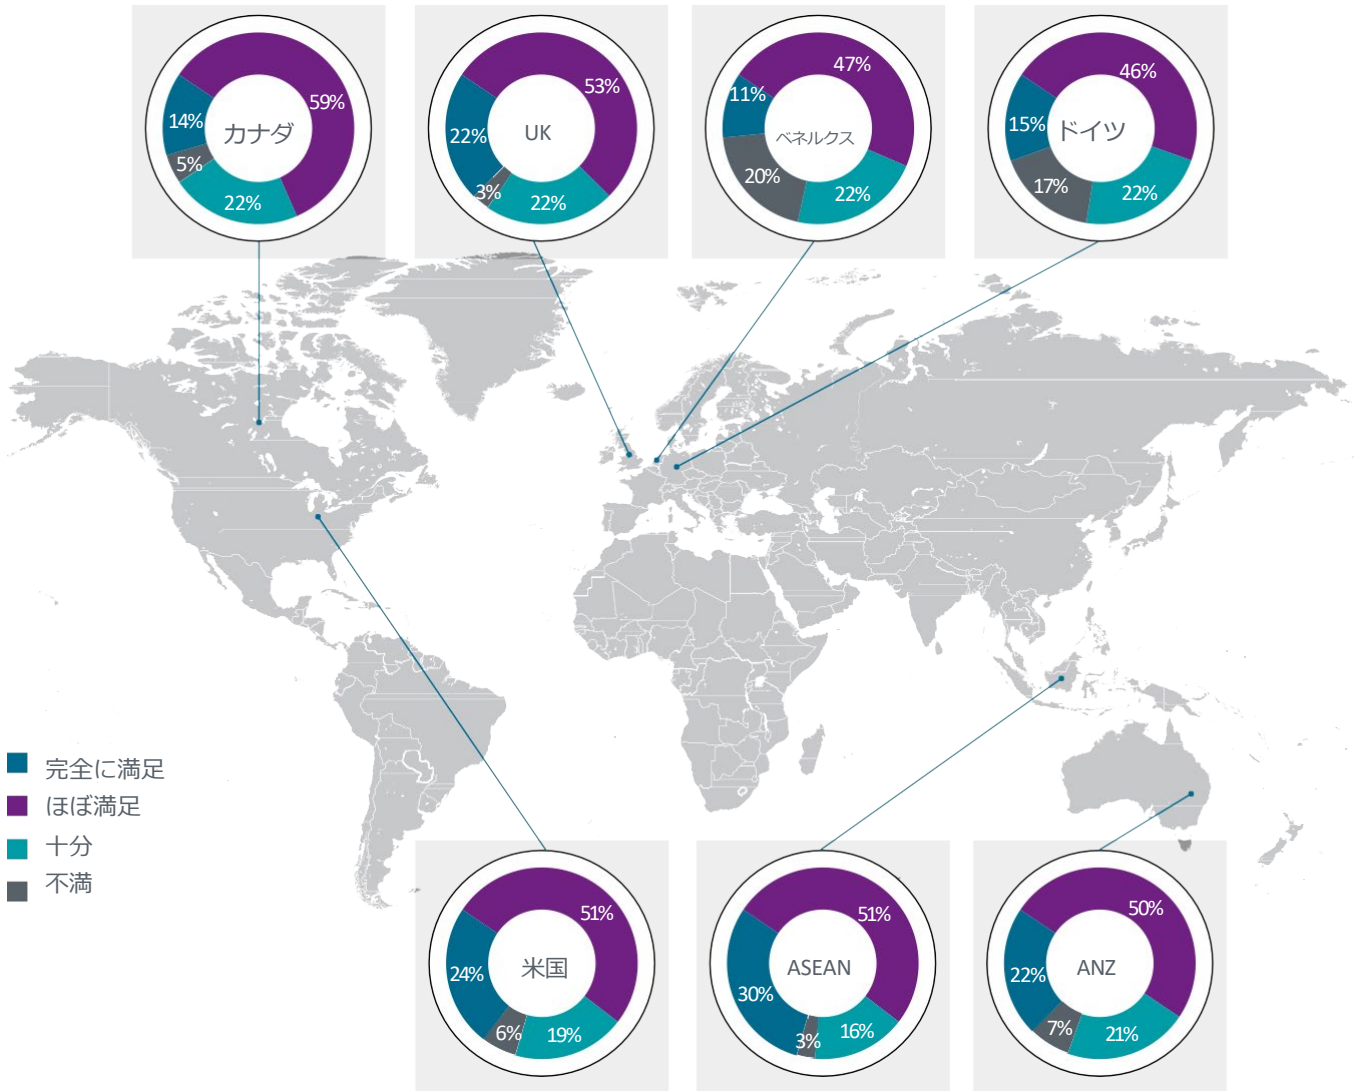 59%
14%
カナダ
5%
22%
53%
22%
UK
3%
22%
47%
11%
ベネルクス
20%
22%
46%
15%
ドイツ
17%
22%
完全に満足
ほぼ満足
十分
不満
51%
24%
米国
6%
19%
51%
30%
ASEAN
3%
16%
50%
22%
ANZ
7%
21%